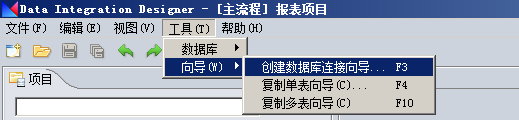 Data Integration Designer - [主流程] 报表项目
文件(F) 编辑(E) 视图(V) 工具(T) 帮助(H)
数据库
向导(W) 创建数据库连接向导... F3
项目 复制单表向导(C)... F4
复制多表向导(C) F10